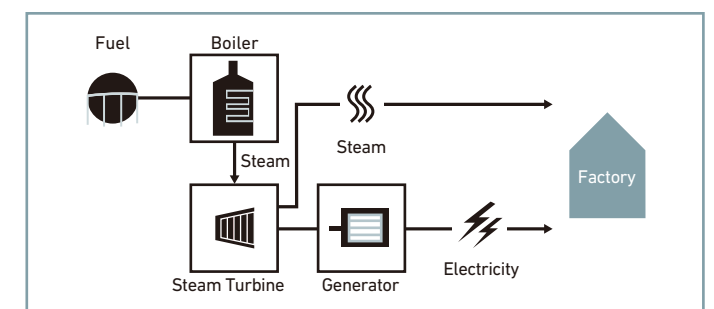 Fuel
Boiler
Steam
Steam
Factory
Steam Turbine
Generator
Electricity